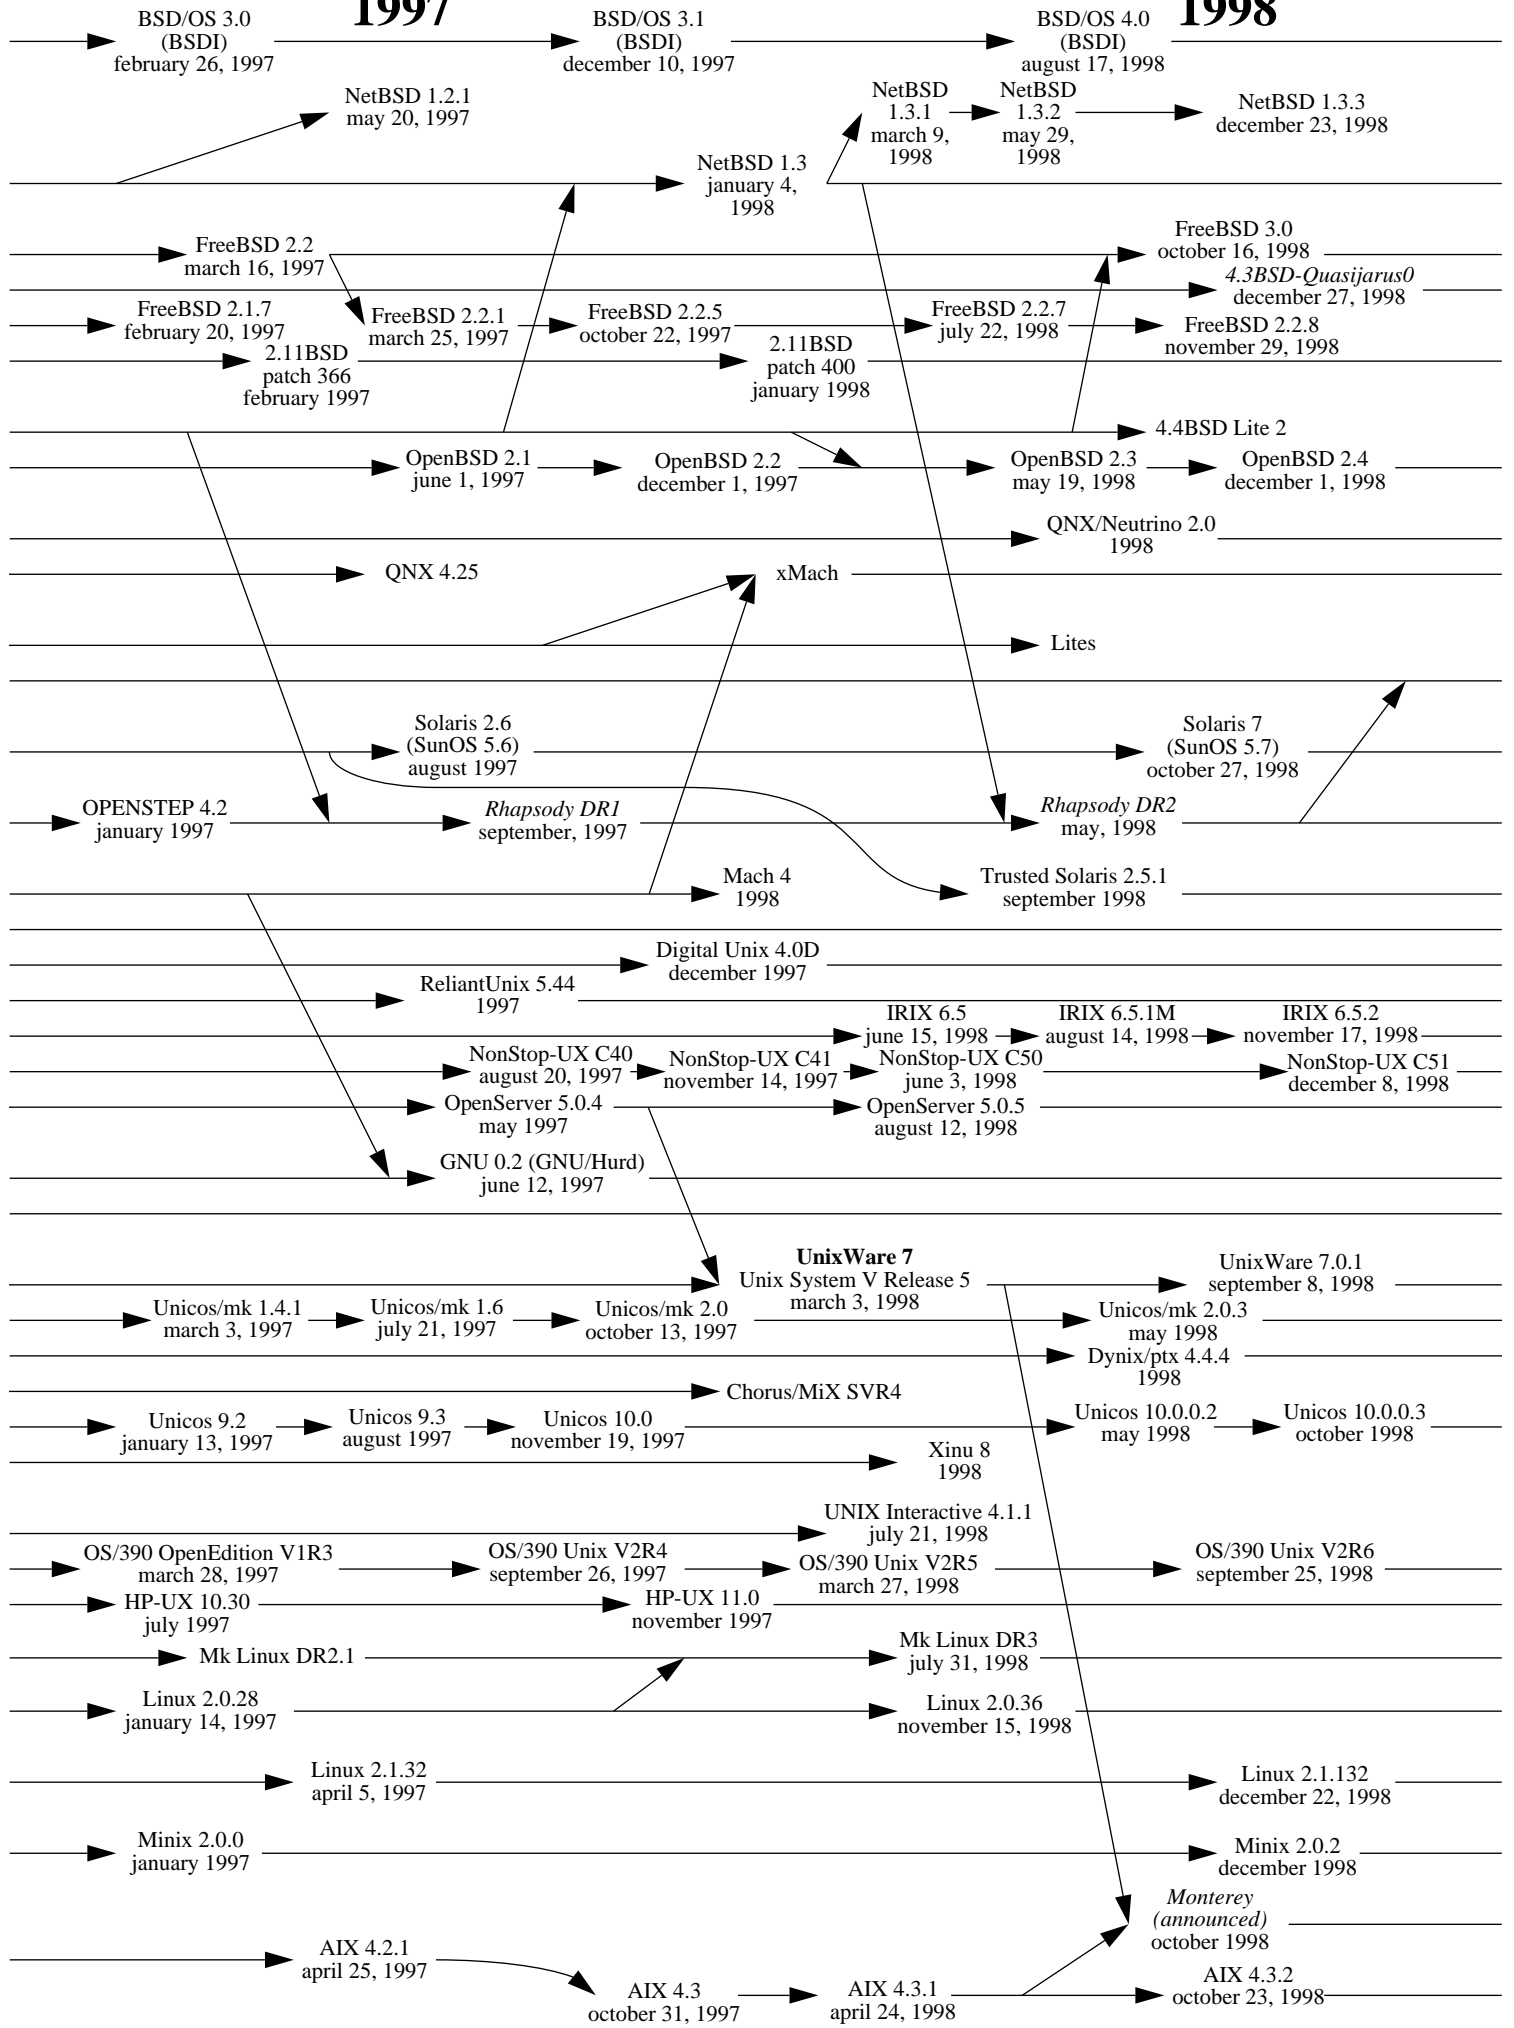 1997
1998
BSD/OS 3.0
(BSDI)
february 26, 1997
BSD/OS 3.1
(BSDI)
december 10, 1997
BSD/OS 4.0
(BSDI)
august 17, 1998
NetBSD 1.2.1
may 20, 1997
NetBSD
1.3.1
march 9,
1998
NetBSD
1.3.2
may 29,
1998
NetBSD 1.3.3
december 23, 1998
NetBSD 1.3
january 4,
1998
FreeBSD 2.2
march 16, 1997
FreeBSD 3.0
october 16, 1998
4.3BSD-Quasijarus0
december 27, 1998
FreeBSD 2.1.7
february 20, 1997
FreeBSD 2.2.1
march 25, 1997
FreeBSD 2.2.5
october 22, 1997
FreeBSD 2.2.7
july 22, 1998
FreeBSD 2.2.8
november 29, 1998
2.11BSD
patch 366
february 1997
2.11BSD
patch 400
january 1998
4.4BSD Lite 2
OpenBSD 2.1
june 1, 1997
OpenBSD 2.2
december 1, 1997
OpenBSD 2.3
may 19, 1998
OpenBSD 2.4
december 1, 1998
QNX/Neutrino 2.0
1998
QNX 4.25
xMach
Lites
Solaris 2.6
(SunOS 5.6)
august 1997
Solaris 7
(SunOS 5.7)
october 27, 1998
OPENSTEP 4.2
january 1997
Rhapsody DR1
september, 1997
Rhapsody DR2
may, 1998
Mach 4
1998
Trusted Solaris 2.5.1
september 1998
Digital Unix 4.0D
december 1997
ReliantUnix 5.44
1997
IRIX 6.5
june 15, 1998
IRIX 6.5.1M
august 14, 1998
IRIX 6.5.2
november 17, 1998
NonStop-UX C40
august 20, 1997
NonStop-UX C41
november 14, 1997
NonStop-UX C50
june 3, 1998
NonStop-UX C51
december 8, 1998
OpenServer 5.0.4
may 1997
OpenServer 5.0.5
august 12, 1998
GNU 0.2 (GNU/Hurd)
june 12, 1997
UnixWare 7
Unix System V Release 5
march 3, 1998
UnixWare 7.0.1
september 8, 1998
Unicos/mk 1.4.1
march 3, 1997
Unicos/mk 1.6
july 21, 1997
Unicos/mk 2.0
october 13, 1997
Unicos/mk 2.0.3
may 1998
Dynix/ptx 4.4.4
1998
Chorus/MiX SVR4
Unicos 9.2
january 13, 1997
Unicos 9.3
august 1997
Unicos 10.0
november 19, 1997
Unicos 10.0.0.2
may 1998
Unicos 10.0.0.3
october 1998
Xinu 8
1998
UNIX Interactive 4.1.1
july 21, 1998
OS/390 OpenEdition V1R3
march 28, 1997
OS/390 Unix V2R4
september 26, 1997
OS/390 Unix V2R5
march 27, 1998
OS/390 Unix V2R6
september 25, 1998
HP-UX 10.30
july 1997
HP-UX 11.0
november 1997
Mk Linux DR2.1
Mk Linux DR3
july 31, 1998
Linux 2.0.28
january 14, 1997
Linux 2.0.36
november 15, 1998
Linux 2.1.32
april 5, 1997
Linux 2.1.132
december 22, 1998
Minix 2.0.0
january 1997
Minix 2.0.2
december 1998
Monterey
(announced)
october 1998
AIX 4.2.1
april 25, 1997
AIX 4.3
october 31, 1997
AIX 4.3.1
april 24, 1998
AIX 4.3.2
october 23, 1998